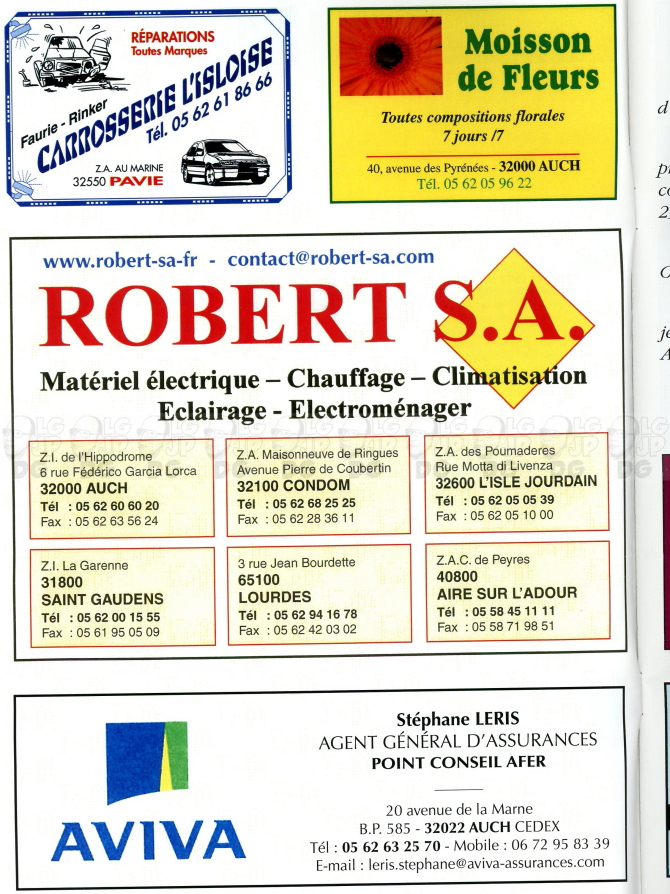 RÉPARATIONS
Toutes Marques
Faurie - Rinker
CARROSSERIE L'ISLOISE
Tél. 05 62 61 86 66
Z.A. AU MARINE
32550 PAVIE
Moisson
de Fleurs
Toutes compositions florales
7 jours /7
40, avenue des Pyrénées - 32000 AUCH
Tél. 05 62 05 96 22
www.robert-sa-fr - contact@robert-sa.com
ROBERT S.A.
Matériel électrique – Chauffage – Climatisation
Eclairage - Electroménager
Z.I. de l'Hippodrome
6 rue Fédérico Garcia Lorca
32000 AUCH
Tél : 05 62 60 60 20
Fax : 05 62 63 56 24
Z.A. Maisonneuve de Ringues
Avenue Pierre de Coubertin
32100 CONDOM
Tél : 05 62 68 25 25
Fax : 05 62 28 36 11
Z.A. des Poumaderes
Rue Motta di Livenza
32600 L'ISLE JOURDAIN
Tél : 05 62 05 05 39
Fax : 05 62 05 10 00
Z.I. La Garenne
31800
SAINT GAUDENS
Tél : 05 62 00 15 55
Fax : 05 61 95 05 09
3 rue Jean Bourdette
65100
LOURDES
Tél : 05 62 94 16 78
Fax : 05 62 42 03 02
Z.A.C. de Peyres
40800
AIRE SUR L'ADOUR
Tél : 05 58 45 11 11
Fax : 05 58 71 98 51
AVIVA
Stéphane LERIS
AGENT GÉNÉRAL D'ASSURANCES
POINT CONSEIL AFER
20 avenue de la Marne
B.P. 585 - 32022 AUCH CEDEX
Tél : 05 62 63 25 70 - Mobile : 06 72 95 83 39
E-mail : leris.stephane@aviva-assurances.com